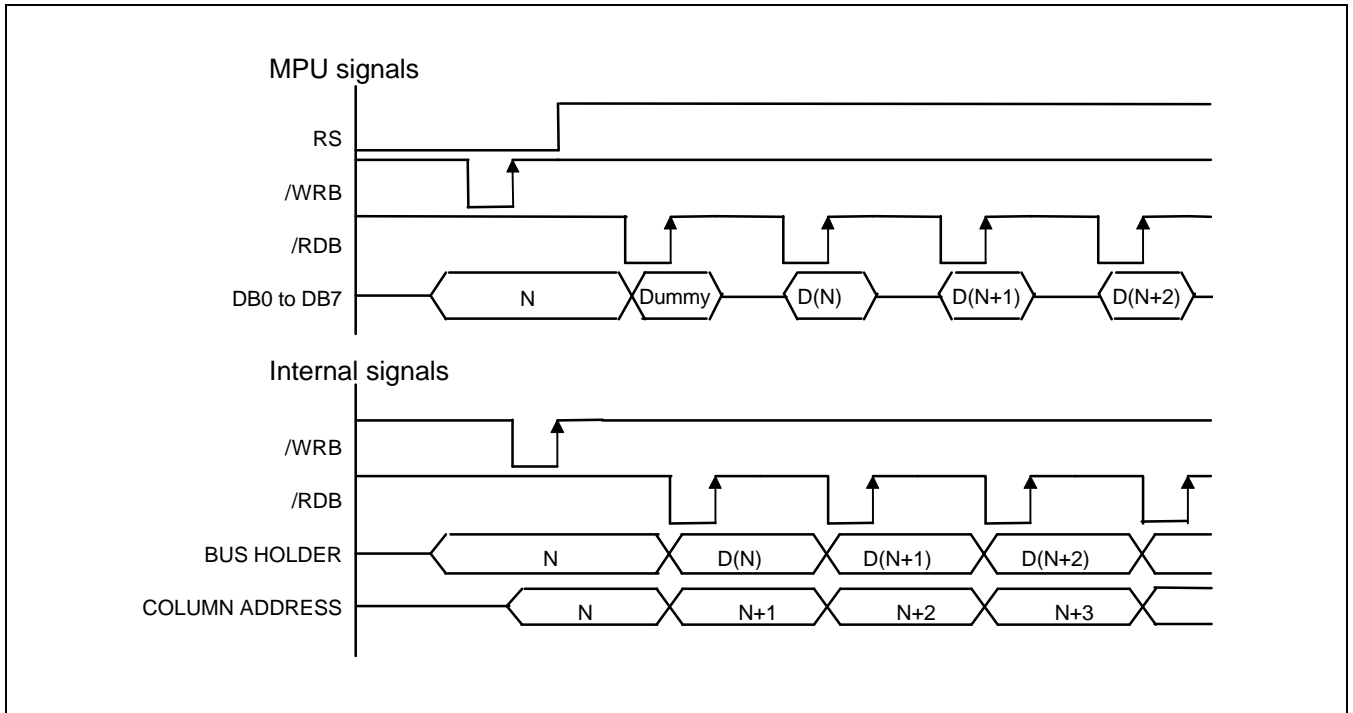 MPU signals
RS
/WRB
/RDB
DB0 to DB7 N Dummy D(N) D(N+1) D(N+2)
Internal signals
/WRB
/RDB
BUS HOLDER N D(N) D(N+1) D(N+2)
COLUMN ADDRESS N N+1 N+2 N+3